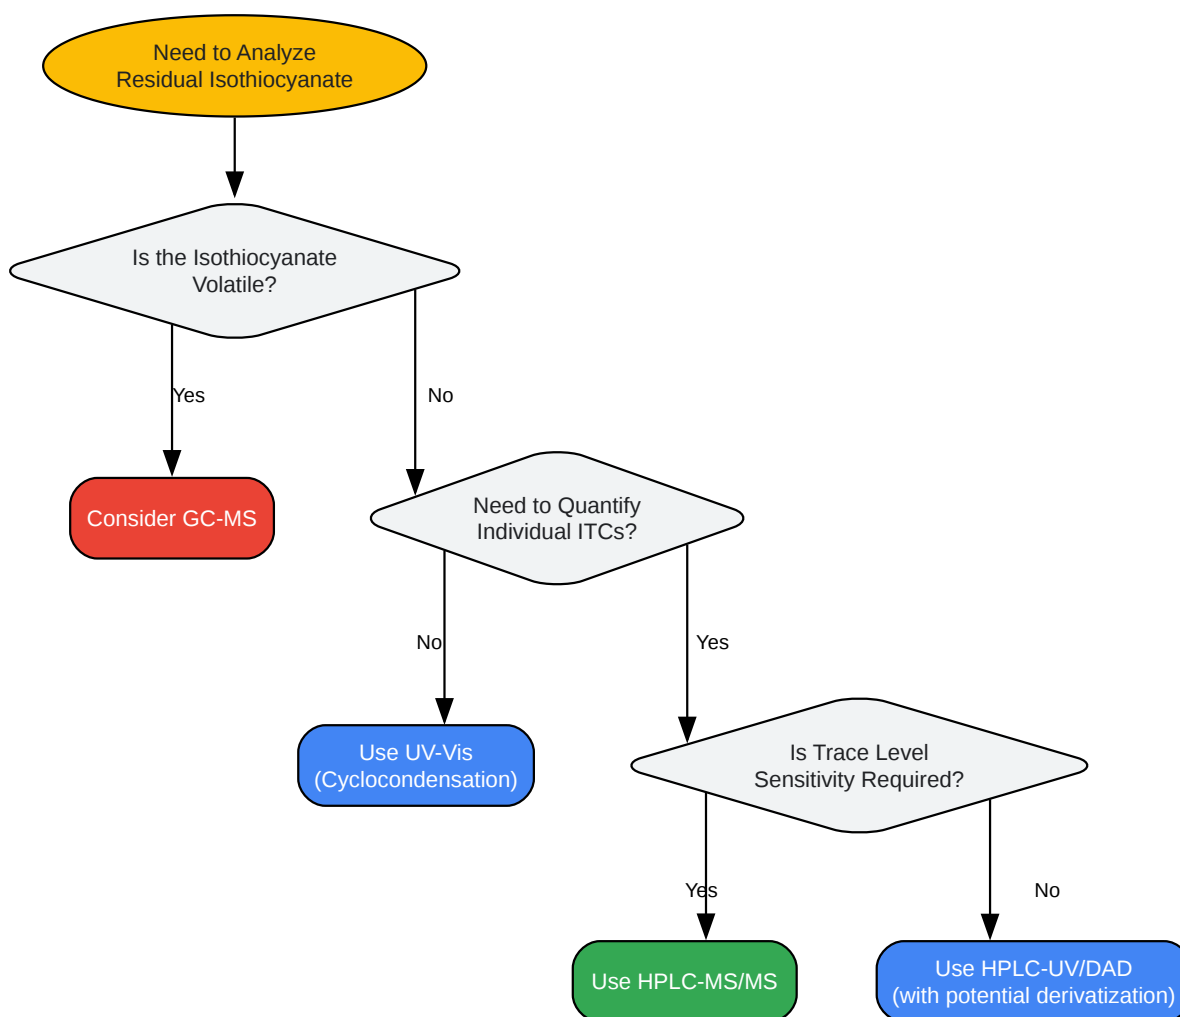 Need to Analyze
Residual Isothiocyanate
Is the Isothiocyanate
Volatile?
Yes
No
Consider GC-MS
Need to Quantify
Individual ITCs?
No
Yes
Use UV-Vis
(Cyclocondensation)
Is Trace Level
Sensitivity Required?
Yes
No
Use HPLC-MS/MS
Use HPLC-UV/DAD
(with potential derivatization)